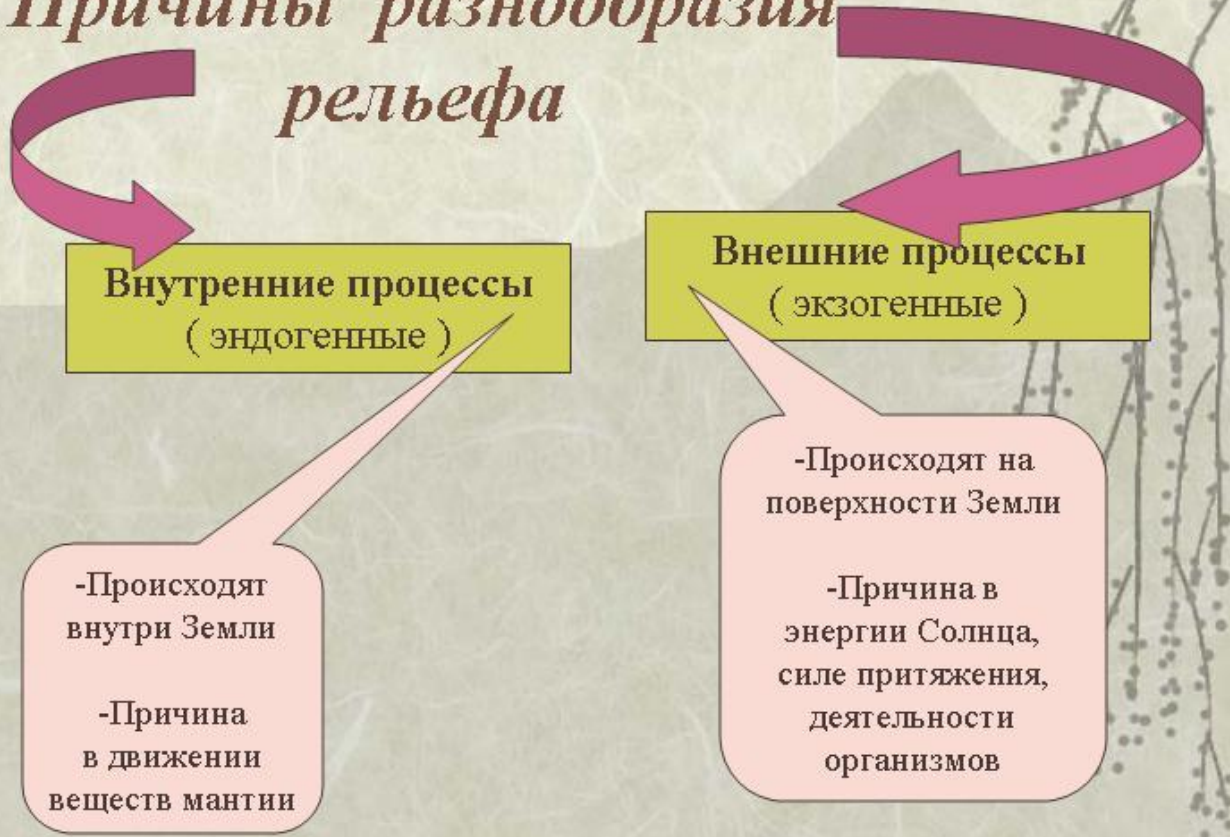 Причины разнообразия
рельефа
Внутренние процессы
( эндогенные )
Внешние процессы
( экзогенные )
-Происходят
внутри Земли
-Причина
в движении
веществ мантии
-Происходят на
поверхности Земли
-Причина в
энергии Солнца,
силе притяжения,
деятельности
организмов